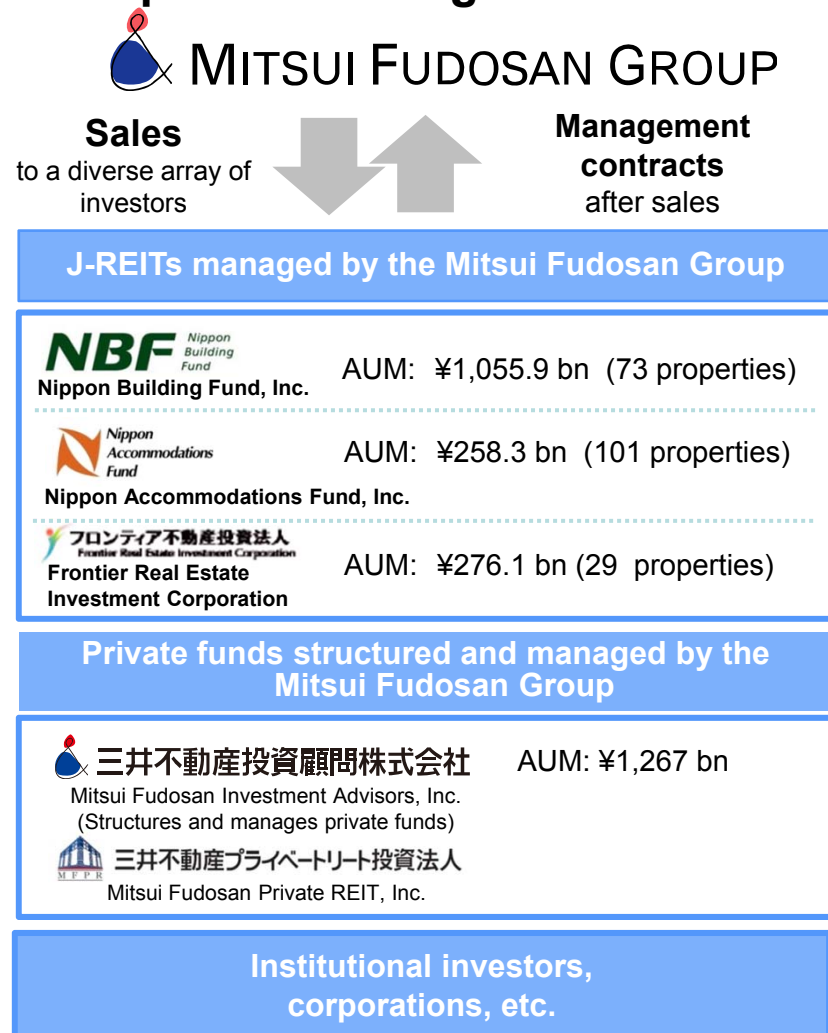 MITSUI FUDOSAN GROUP
Sales
to a diverse array of
investors
Management
contracts
after sales
J-REITs managed by the Mitsui Fudosan Group
NBF Nippon
Building
Fund
Nippon Building Fund, Inc.
AUM: ¥1,055.9 bn (73 properties)
Nippon
Accommodations
Fund
Nippon Accommodations Fund, Inc.
AUM: ¥258.3 bn (101 properties)
フロンティア不動産投資法人
Frontier Real Estate Investment Corporation
Frontier Real Estate
Investment Corporation
AUM: ¥276.1 bn (29 properties)
Private funds structured and managed by the
Mitsui Fudosan Group
三井不動産投資顧問株式会社
AUM: ¥1,267 bn
Mitsui Fudosan Investment Advisors, Inc.
(Structures and manages private funds)
MFPR
三井不動産プライベートリート投資法人
Mitsui Fudosan Private REIT, Inc.
Institutional investors,
corporations, etc.